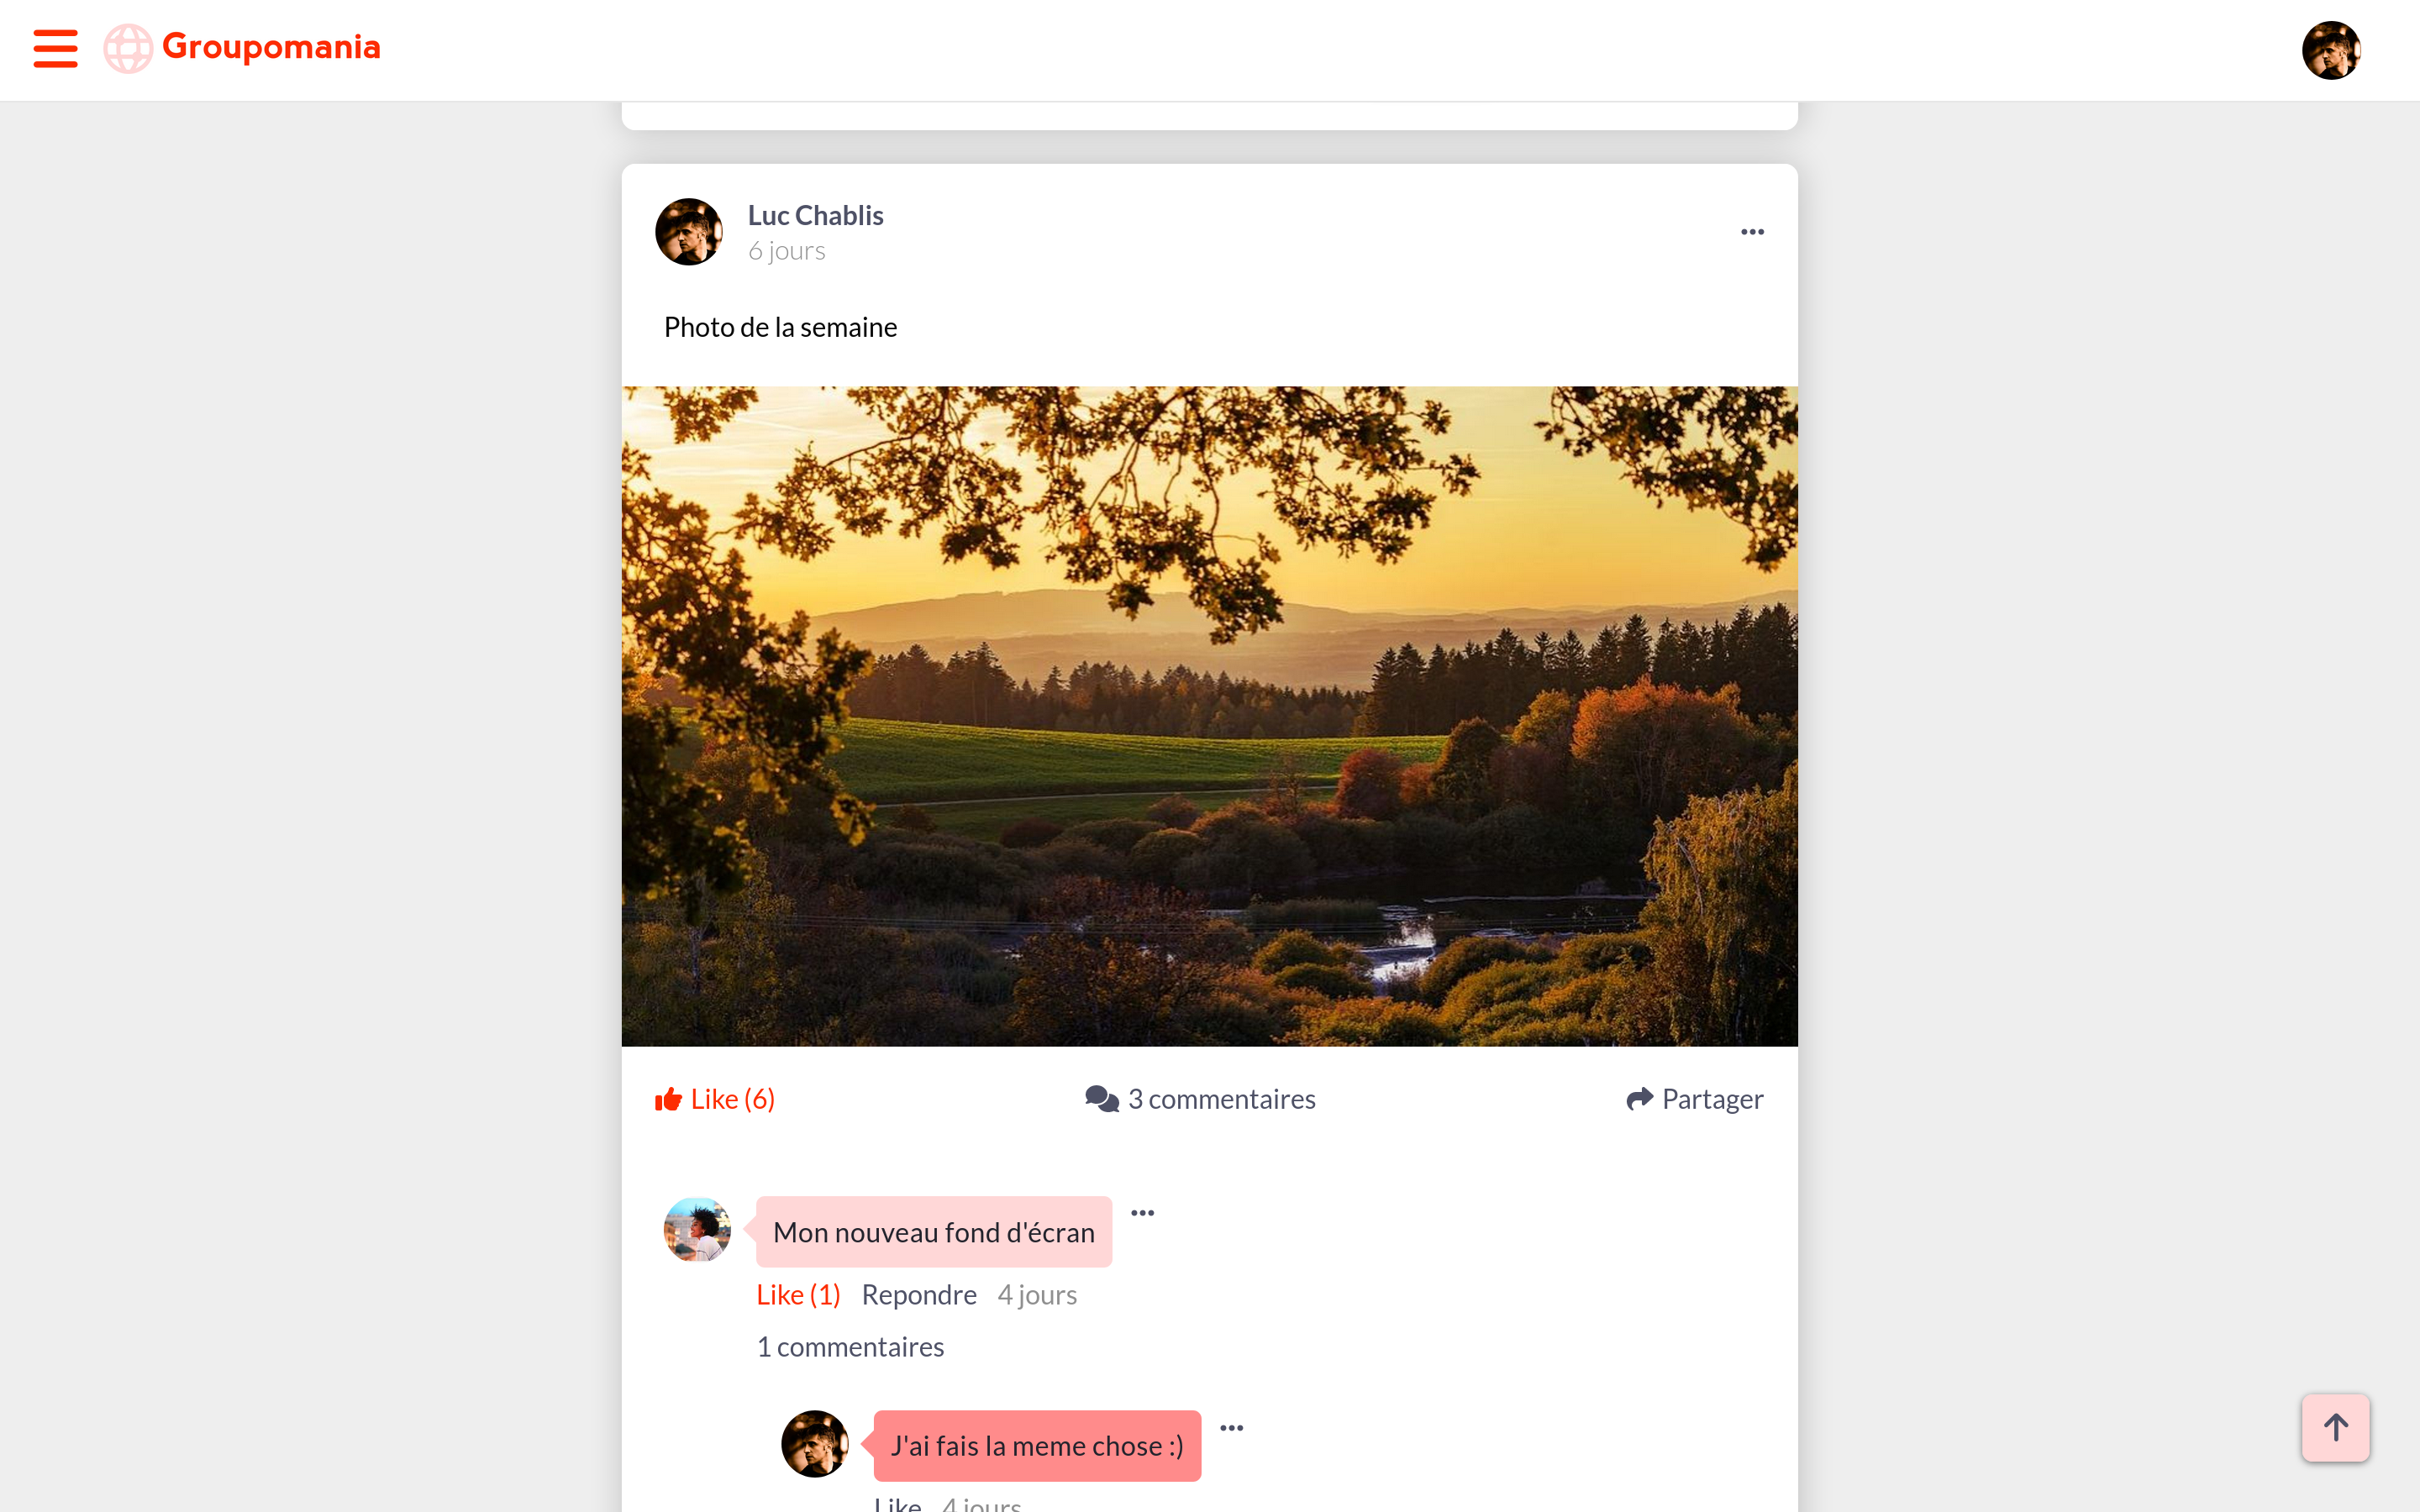 Groupomania
Luc Chablis
6 jours
Photo de la semaine
Like (6)
3 commentaires
Partager
Mon nouveau fond d'écran
Like (1) Repondre 4 jours
1 commentaires
J'ai fais la meme chose :)
Like 4 jours